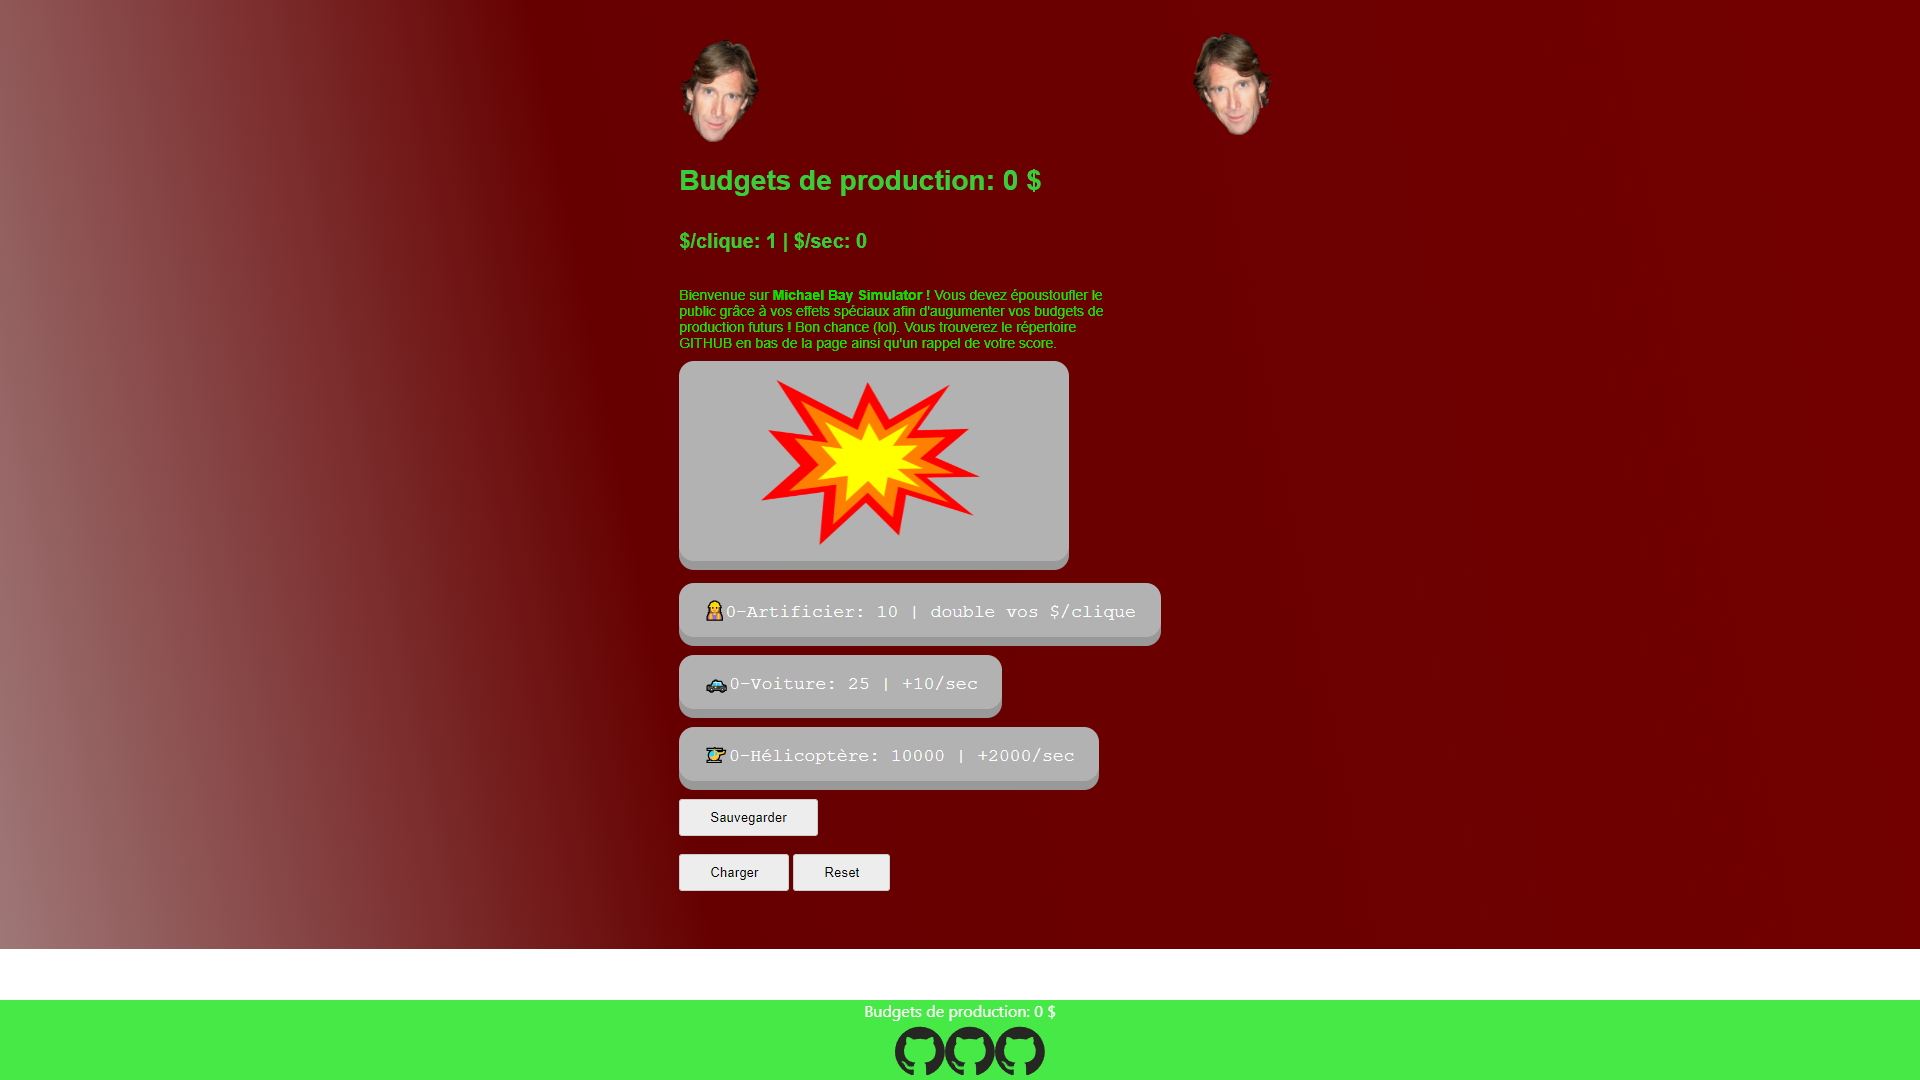 Budgets de production: 0 $
$/clique: 1 | $/sec: 0
Bienvenue sur Michael Bay Simulator ! Vous devez époustoufler le
public grâce à vos effets spéciaux afin d'augumenter vos budgets de
production futurs ! Bon chance (lol). Vous trouverez le répertoire
GITHUB en bas de la page ainsi qu'un rappel de votre score.
0-Artificier: 10 | double vos $/clique
0-Voiture: 25 | +10/sec
0-Hélicoptère: 10000 | +2000/sec
Sauvegarder
Charger Reset
Budgets de production: 0 $